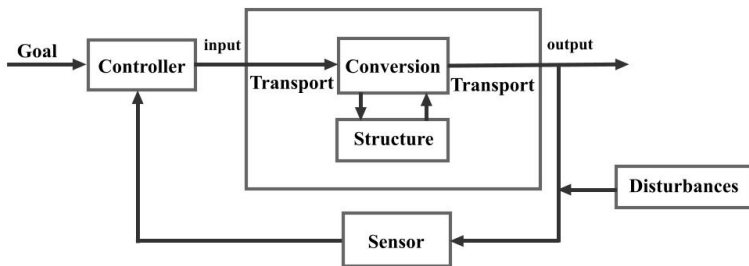 Goal
Controller
input
Transport
Conversion
Transport
output
Structure
Disturbances
Sensor